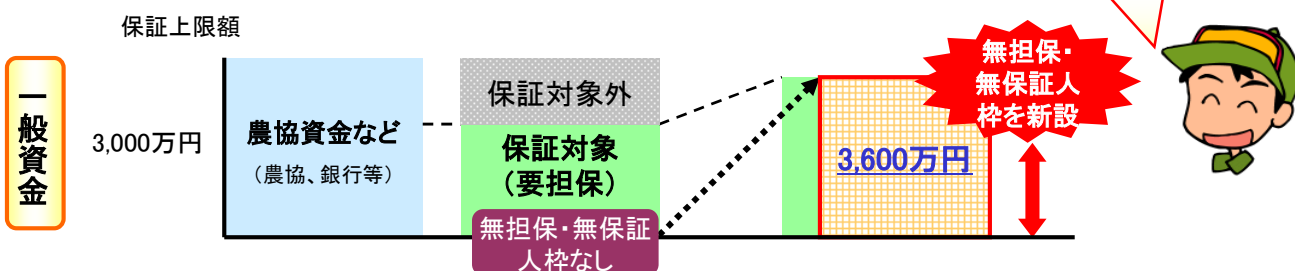 保証上限額
一般資金
3,000万円
農協資金など
（農協、銀行等）
保証対象外
保証対象
（要担保）
無担保・無保証
人枠なし
3,600万円
無担保・
無保証人
枠を新設